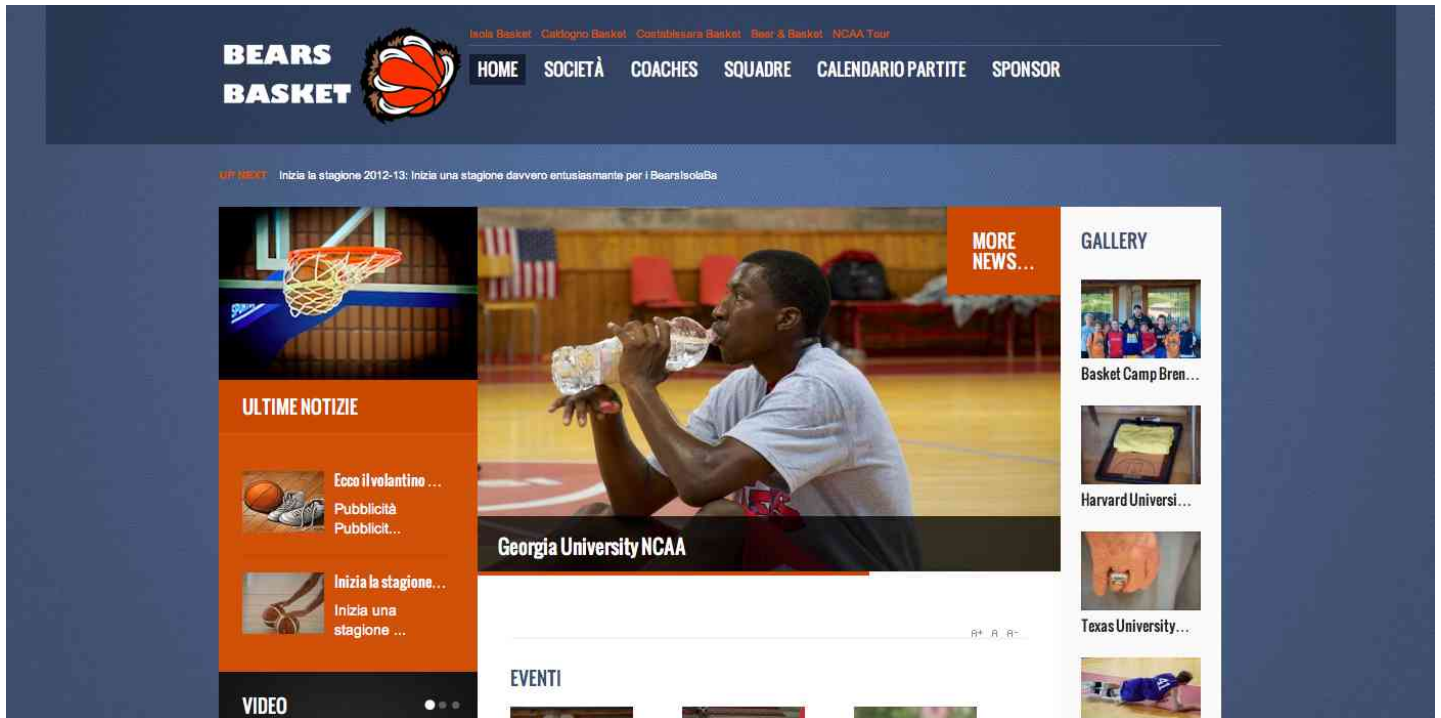 BEARS
BASKET
Isola Basket Caldogno Basket Costabissara Basket Beer & Basket NCAA Tour
HOME SOCIETÀ COACHES SQUADRE CALENDARIO PARTITE SPONSOR
UP NEXT Inizia la stagione 2012-13: Inizia una stagione davvero entusiasmante per i BearsIsolaBa
ULTIME NOTIZIE
Ecco il volantino ...
Pubblicità
Pubblicit...
Inizia la stagione...
Inizia una
stagione ...
VIDEO
MORE
NEWS...
Georgia University NCAA
A+ A A-
EVENTI
GALLERY
Basket Camp Bren...
Harvard Universi...
Texas University...
41